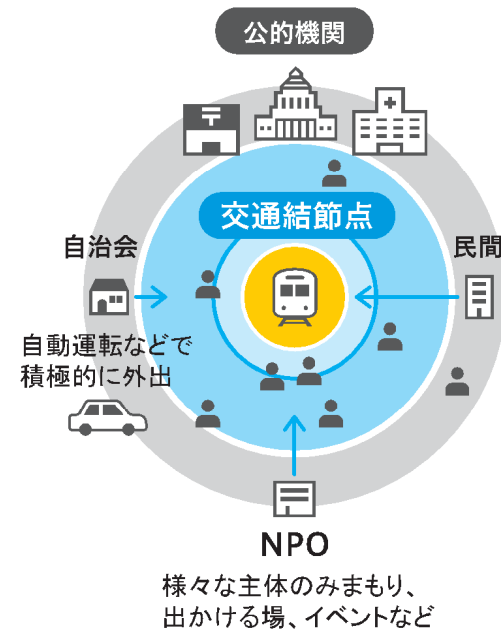 公的機関
交通結節点
自治会
民間
自動運転などで
積極的に外出
NPO
様々な主体のみまもり、
出かける場、イベントなど